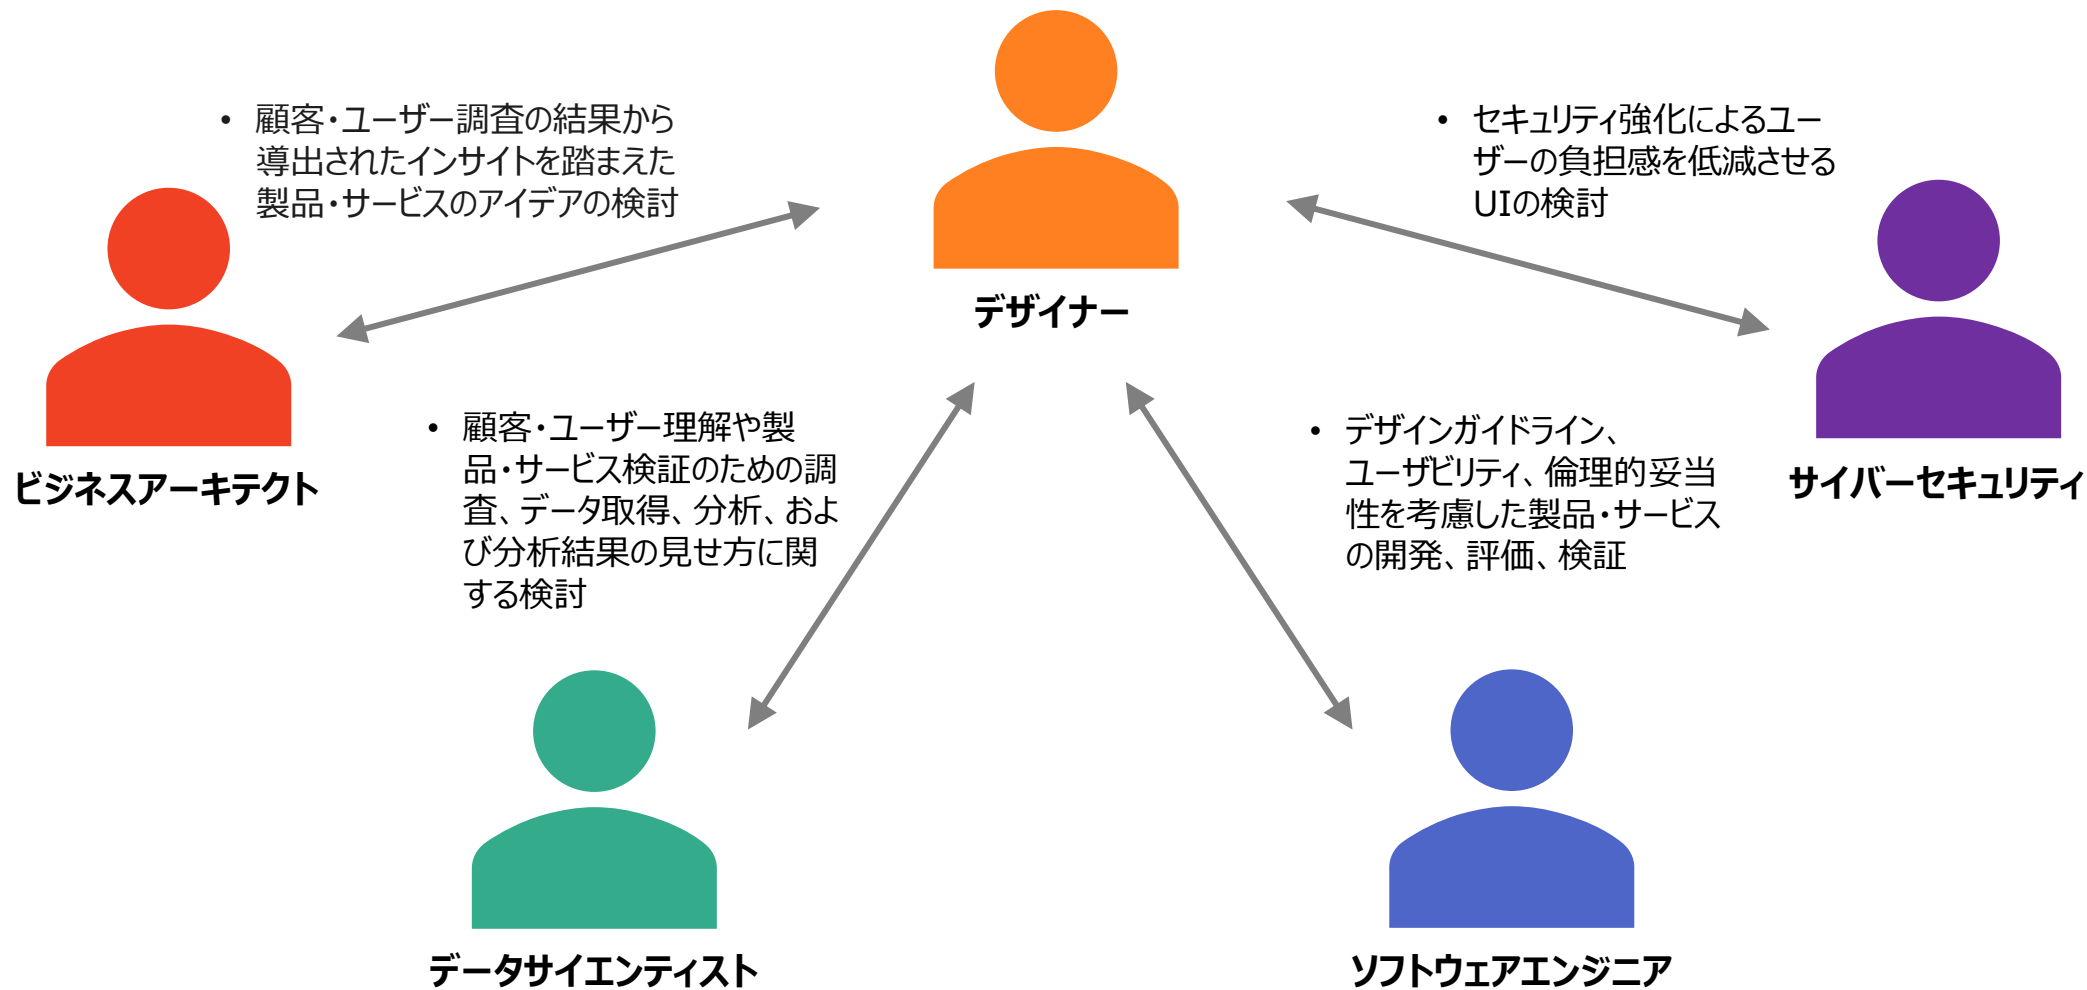 • 顧客・ユーザー調査の結果から
導出されたインサイトを踏まえた
製品・サービスのアイデアの検討
• セキュリティ強化によるユー
ザーの負担感を低減させる
UIの検討
デザイナー
ビジネスアーキテクト
サイバーセキュリティ
• 顧客・ユーザー理解や製
品・サービス検証のための調
査、データ取得、分析、およ
び分析結果の見せ方に関
する検討
• デザインガイドライン、
ユーザビリティ、倫理的妥当
性を考慮した製品・サービス
の開発、評価、検証
データサイエンティスト
ソフトウェアエンジニア